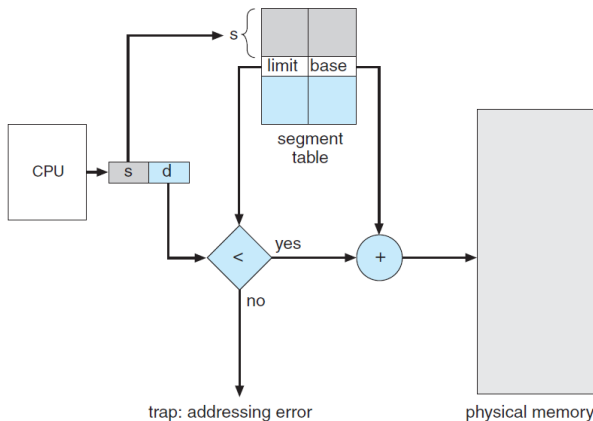 s
limit base
segment
table
CPU
s d
<
yes
+
no
trap: addressing error
physical memory